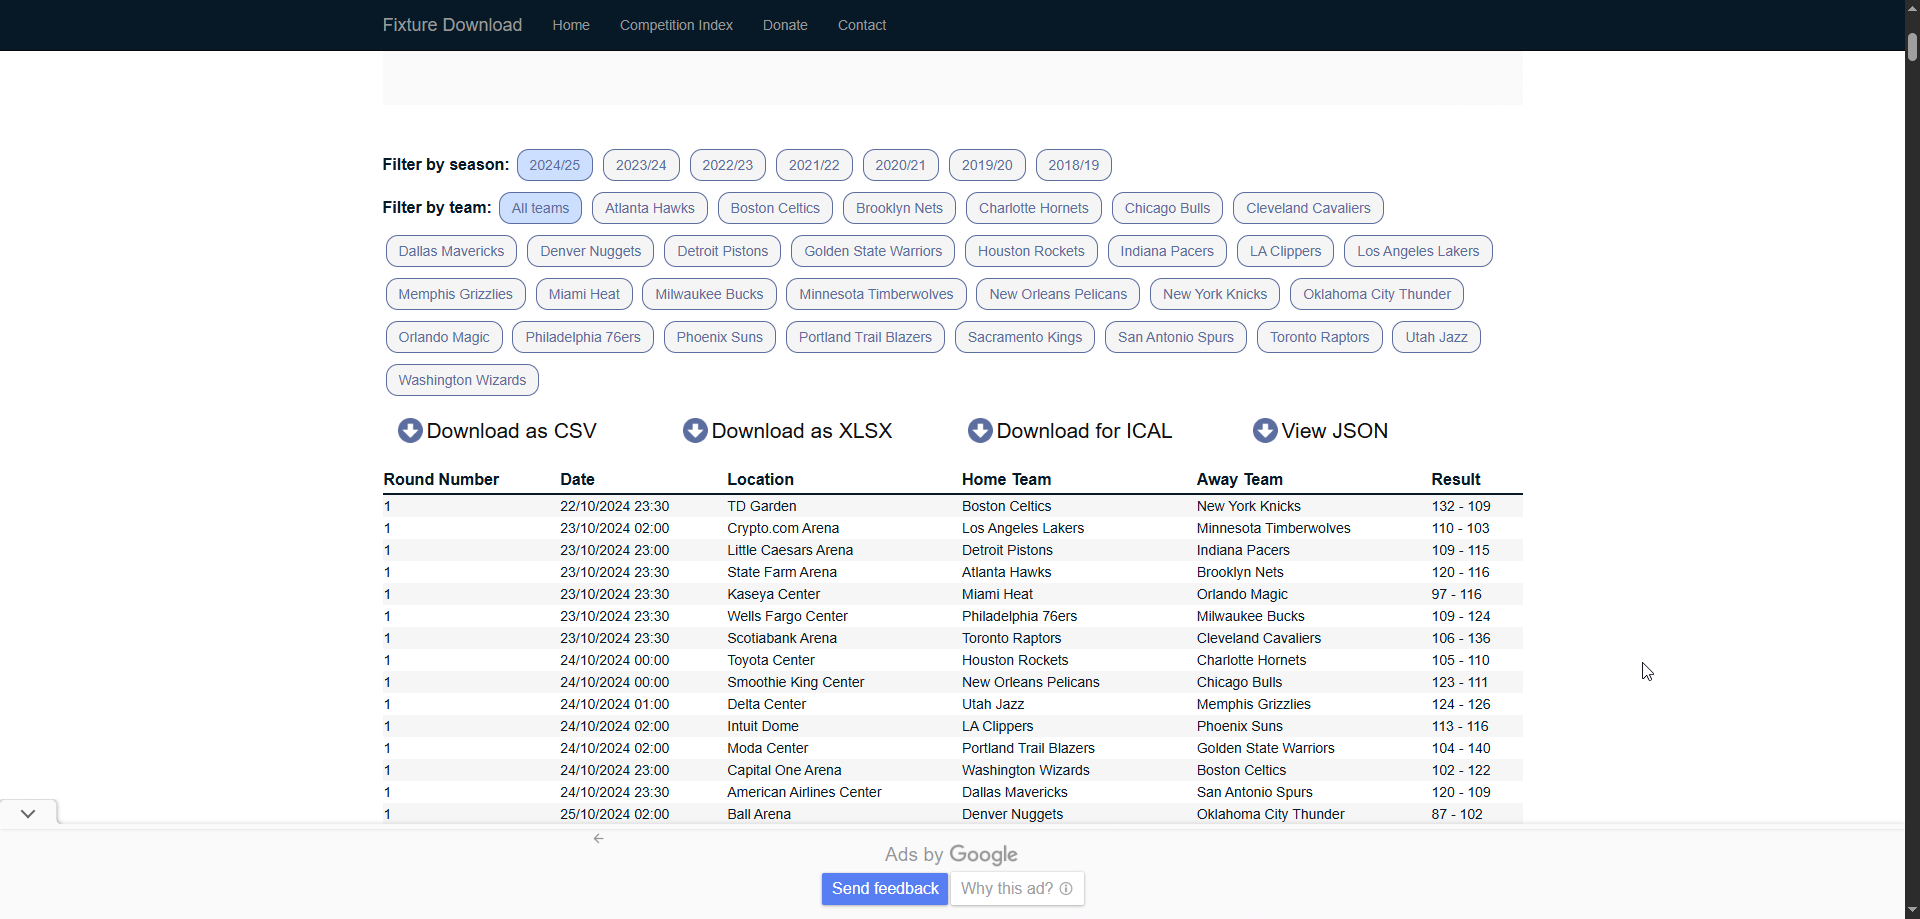 Fixture Download Home Competition Index Donate Contact
Filter by season: 2024/25 2023/24 2022/23 2021/22 2020/21 2019/20 2018/19
Filter by team: All teams Atlanta Hawks Boston Celtics Brooklyn Nets Charlotte Hornets Chicago Bulls Cleveland Cavaliers
Dallas Mavericks Denver Nuggets Detroit Pistons Golden State Warriors Houston Rockets Indiana Pacers LA Clippers Los Angeles Lakers
Memphis Grizzlies Miami Heat Milwaukee Bucks Minnesota Timberwolves New Orleans Pelicans New York Knicks Oklahoma City Thunder
Orlando Magic Philadelphia 76ers Phoenix Suns Portland Trail Blazers Sacramento Kings San Antonio Spurs Toronto Raptors Utah Jazz
Washington Wizards
Download as CSV Download as XLSX Download for ICAL View JSON
Round Number Date Location Home Team Away Team Result
1 22/10/2024 23:30 TD Garden Boston Celtics New York Knicks 132 - 109
1 23/10/2024 02:00 Crypto.com Arena Los Angeles Lakers Minnesota Timberwolves 110 - 103
1 23/10/2024 23:00 Little Caesars Arena Detroit Pistons Indiana Pacers 109 - 115
1 23/10/2024 23:30 State Farm Arena Atlanta Hawks Brooklyn Nets 120 - 116
1 23/10/2024 23:30 Kaseya Center Miami Heat Orlando Magic 97 - 116
1 23/10/2024 23:30 Wells Fargo Center Philadelphia 76ers Milwaukee Bucks 109 - 124
1 23/10/2024 23:30 Scotiabank Arena Toronto Raptors Cleveland Cavaliers 106 - 136
1 24/10/2024 00:00 Toyota Center Houston Rockets Charlotte Hornets 105 - 110
1 24/10/2024 00:00 Smoothie King Center New Orleans Pelicans Chicago Bulls 123 - 111
1 24/10/2024 01:00 Delta Center Utah Jazz Memphis Grizzlies 124 - 126
1 24/10/2024 02:00 Intuit Dome LA Clippers Phoenix Suns 113 - 116
1 24/10/2024 02:00 Moda Center Portland Trail Blazers Golden State Warriors 104 - 140
1 24/10/2024 23:00 Capital One Arena Washington Wizards Boston Celtics 102 - 122
1 24/10/2024 23:30 American Airlines Center Dallas Mavericks San Antonio Spurs 120 - 109
1 25/10/2024 02:00 Ball Arena Denver Nuggets Oklahoma City Thunder 87 - 102
Ads by Google
Send feedback Why this ad?